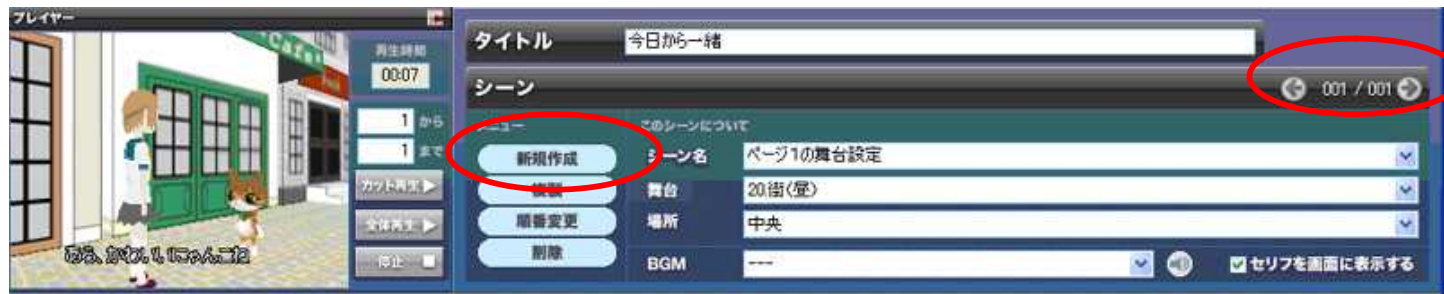 プレイヤー
Cafe
あら、かわいいにゃんこね
再生時間
00:07
1 から
1 まで
カット再生
全体再生
停止
タイトル 今日から一緒
シーン 001 / 001
メニュー このシーンについて
新規作成 シーン名 ページ1の舞台設定
複製 舞台 20.街(昼)
順番変更 場所 中央
削除 BGM --- セリフを画面に表示する